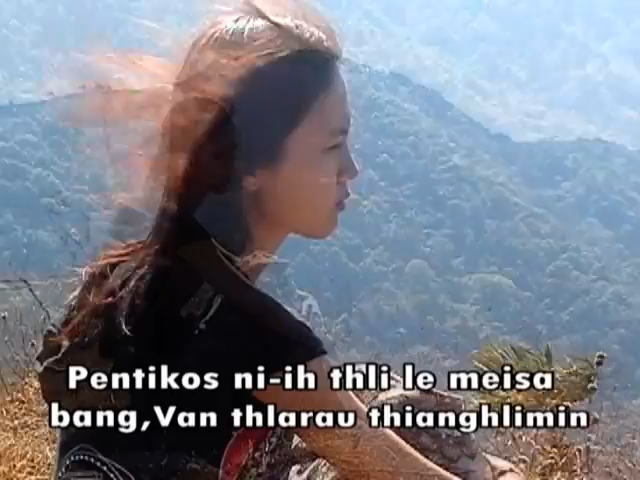 Pentikos ni-ih thli le meisa
bang,Van thlarau thianghlimin